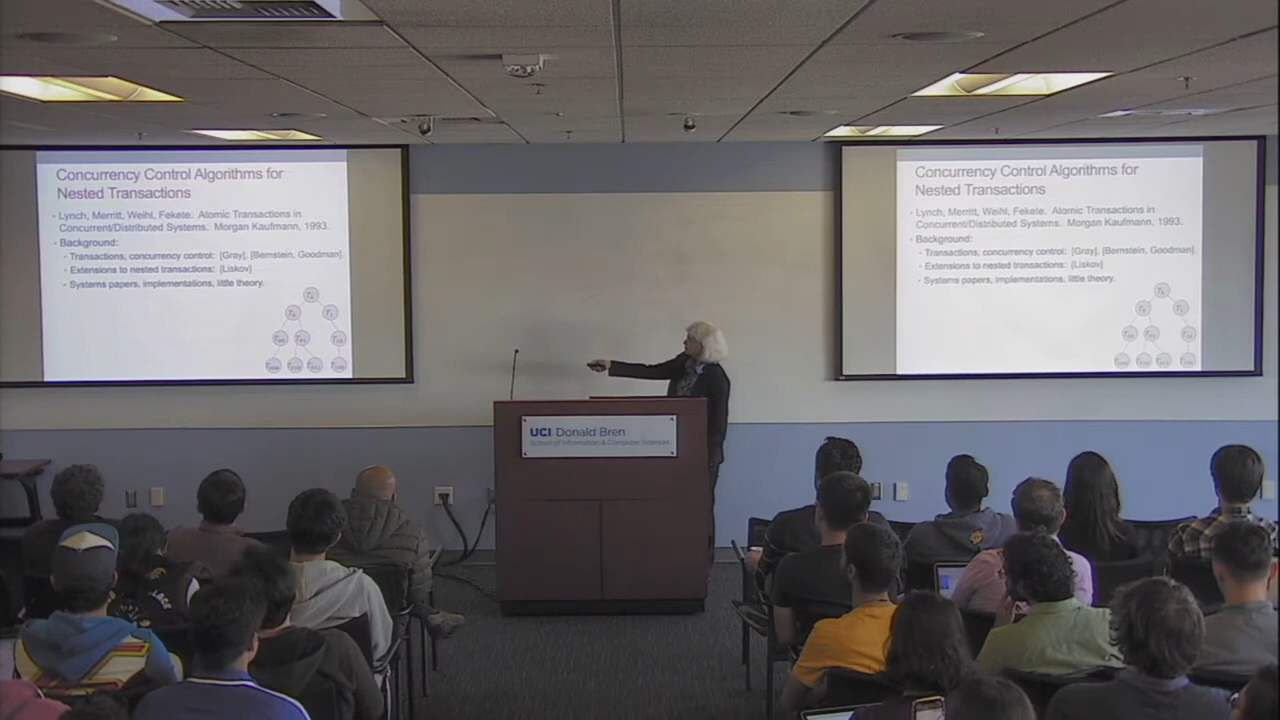 Concurrency Control Algorithms for
Nested Transactions
Lynch, Merritt, Weihl, Fekete. Atomic Transactions in
Concurrent/Distributed Systems. Morgan Kaufmann, 1993.
Background:
Transactions, concurrency control: [Gray], [Bernstein, Goodman].
Extensions to nested transactions: [Liskov]
Systems papers, implementations, little theory.
Concurrency Control Algorithms for
Nested Transactions
Lynch, Merritt, Weihl, Fekete. Atomic Transactions in
Concurrent/Distributed Systems. Morgan Kaufmann, 1993.
Background:
Transactions, concurrency control: [Gray], [Bernstein, Goodman].
Extensions to nested transactions: [Liskov]
Systems papers, implementations, little theory.
UCI Donald Bren
School of Information & Computer Sciences